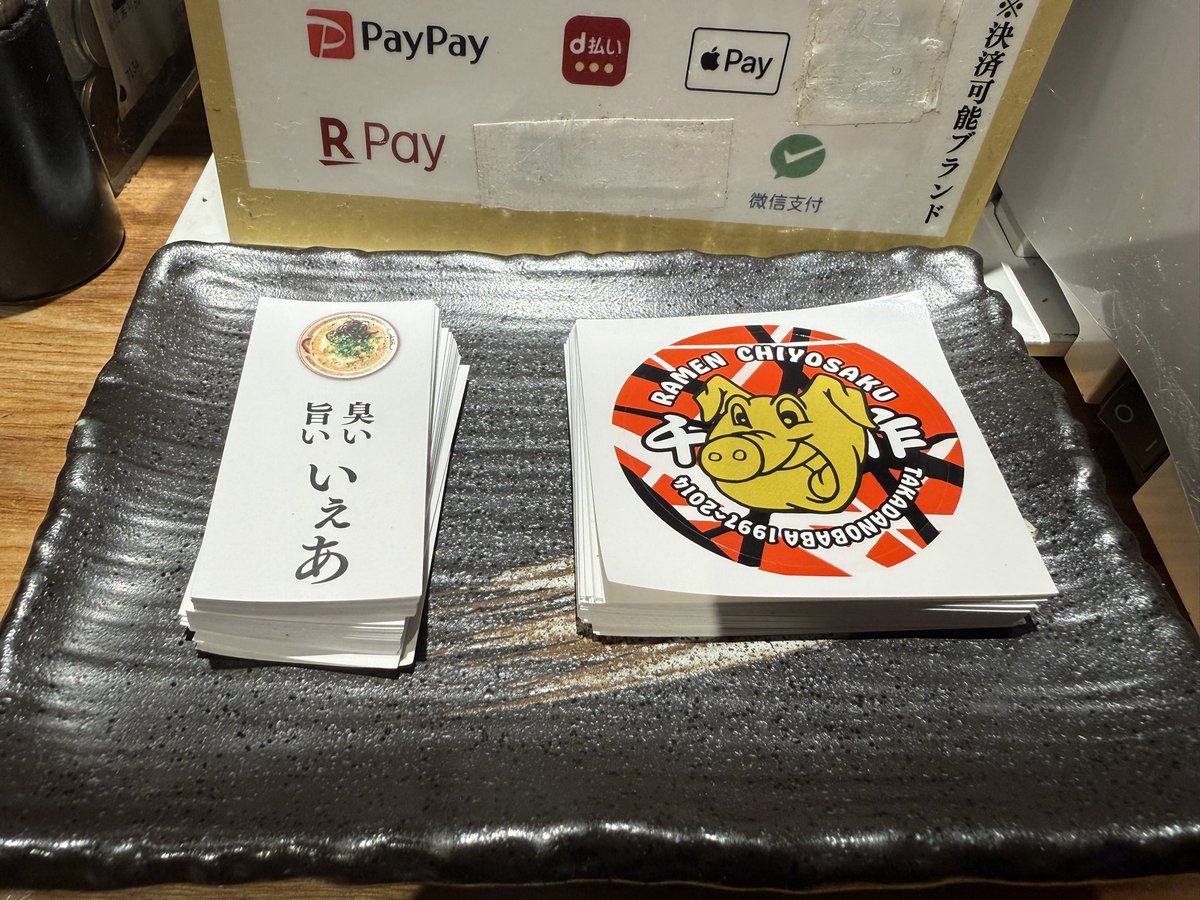 PayPay
d払い
Pay
※決済可能ブランド
R Pay
微信支付
臭い
旨い
いぇあ
RAMEN CHIYOSAKU
千 作
TAKADANOBABA 1997~2014